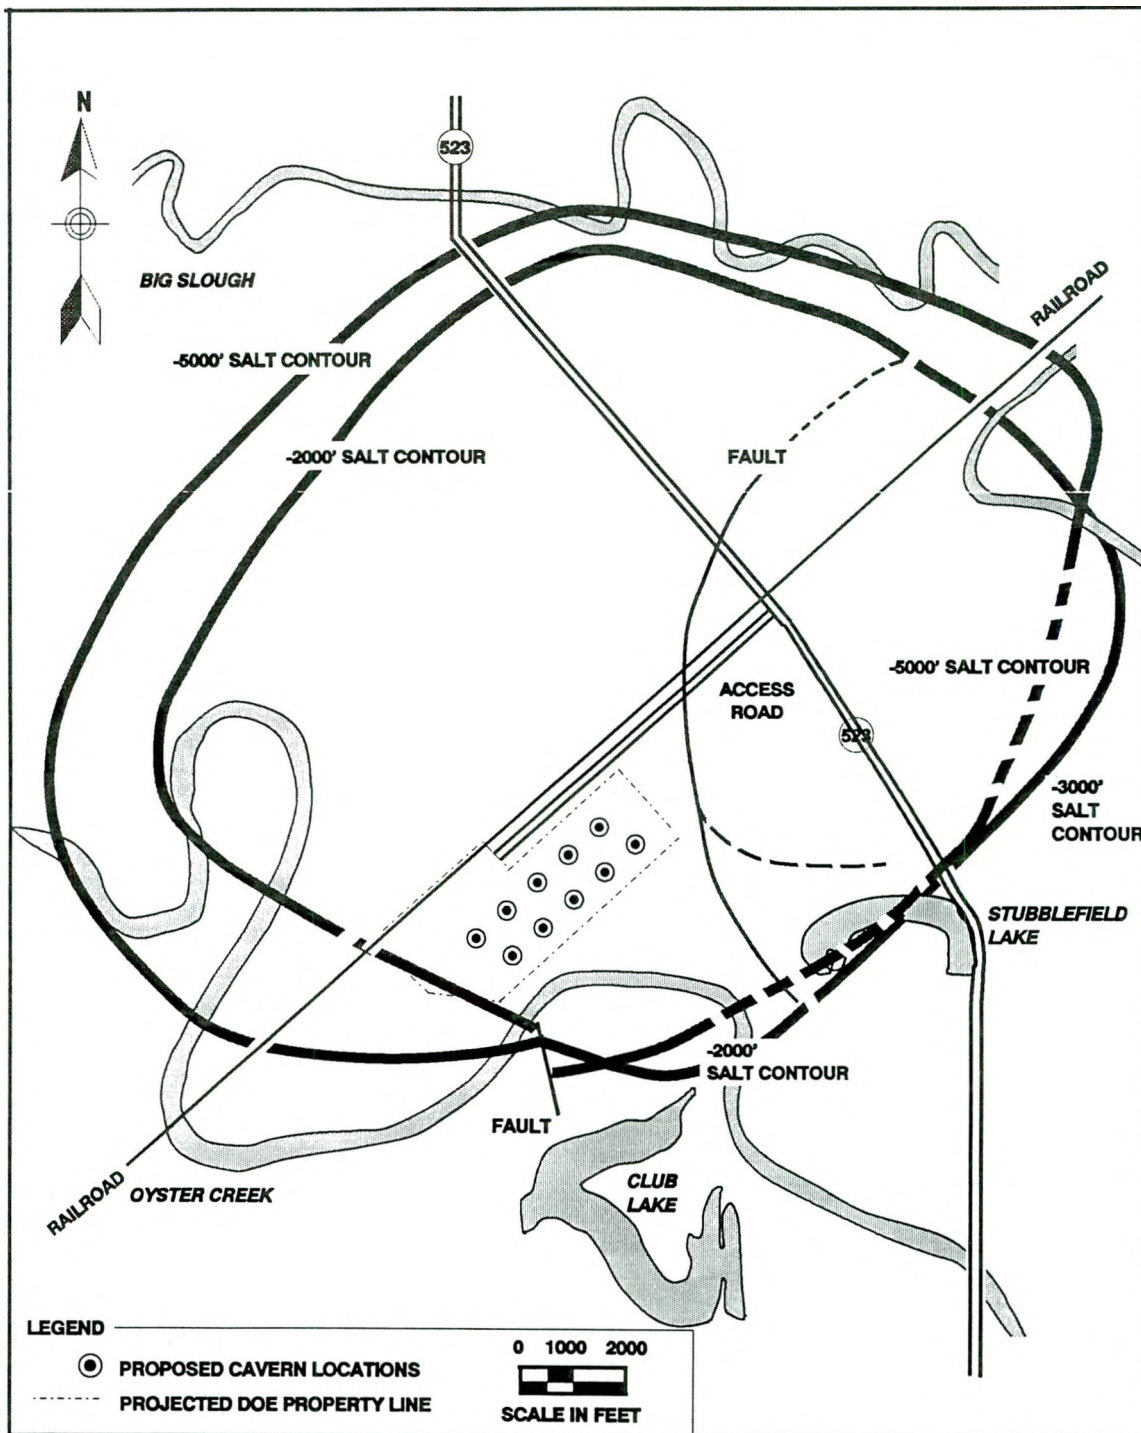 N
523
BIG SLOUGH
RAILROAD
-5000' SALT CONTOUR
-2000' SALT CONTOUR
FAULT
-5000' SALT CONTOUR
ACCESS
ROAD
523
-3000'
SALT
CONTOUR
STUBBLEFIELD
LAKE
-2000'
SALT CONTOUR
FAULT
RAILROAD
OYSTER CREEK
CLUB
LAKE
LEGEND
PROPOSED CAVERN LOCATIONS
PROJECTED DOE PROPERTY LINE
0 1000 2000
SCALE IN FEET